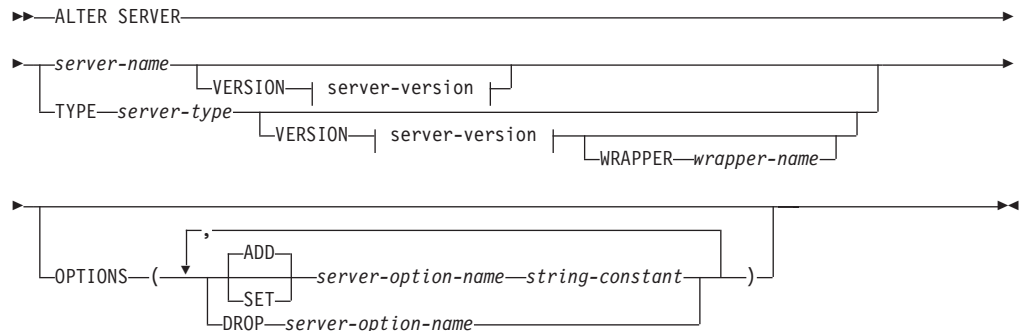 ALTER SERVER
server-name
VERSION server-version
TYPE server-type
VERSION server-version
WRAPPER wrapper-name
,
ADD
OPTIONS ( server-option-name string-constant )
SET
DROP server-option-name